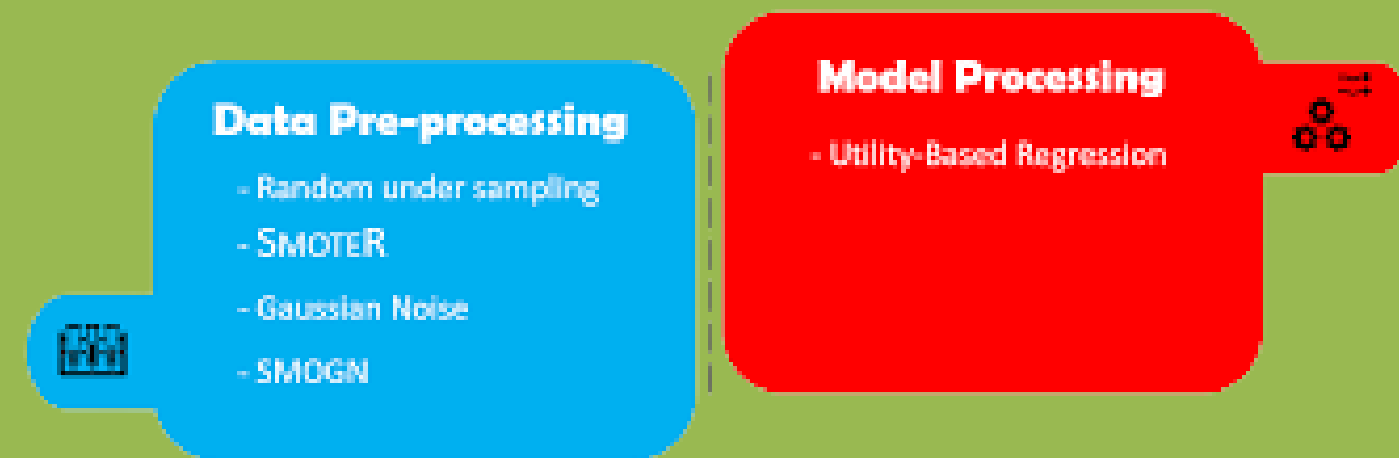 Data Pre-processing
- Random under sampling
- SMOTER
- Gaussian Noise
- SMOGN
Model Processing
- Utility-Based Regression